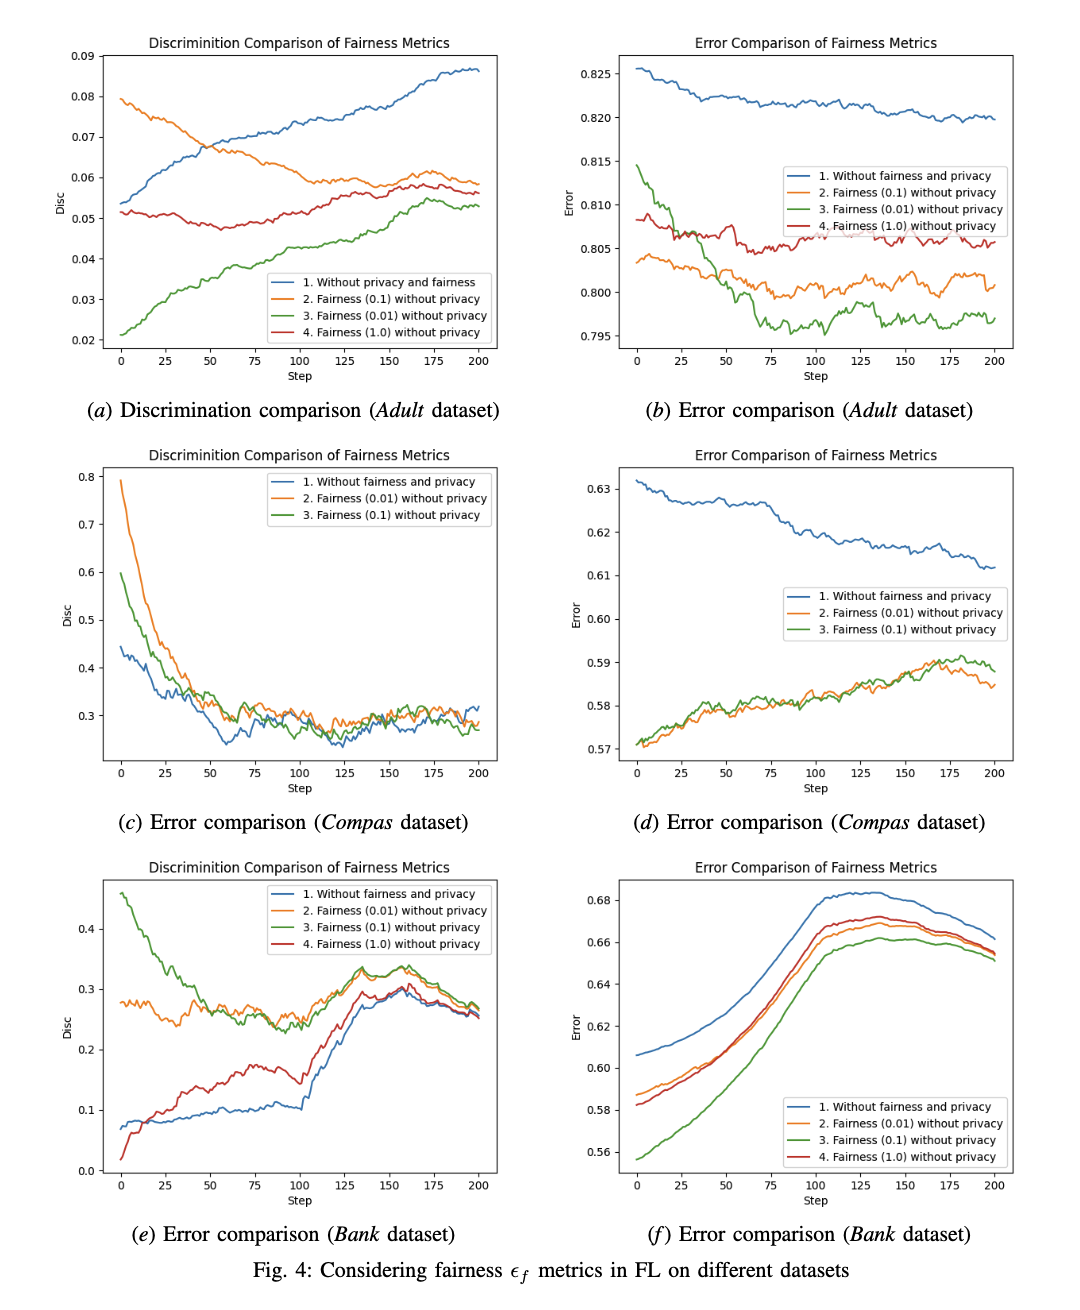 Discriminition Comparison of Fairness Metrics
0.09
0.08
0.07
0.06
0.05
0.04
0.03
0.02
Disc
1. Without privacy and fairness
2. Fairness (0.1) without privacy
3. Fairness (0.01) without privacy
4. Fairness (1.0) without privacy
0 25 50 75 100 125 150 175 200
Step
(a) Discrimination comparison (Adult dataset)
Error Comparison of Fairness Metrics
0.825
0.820
0.815
0.810
0.805
0.800
0.795
Error
1. Without fairness and privacy
2. Fairness (0.1) without privacy
3. Fairness (0.01) without privacy
4. Fairness (1.0) without privacy
0 25 50 75 100 125 150 175 200
Step
(b) Error comparison (Adult dataset)
Discriminition Comparison of Fairness Metrics
0.8
0.7
0.6
0.5
0.4
0.3
Disc
1. Without fairness and privacy
2. Fairness (0.01) without privacy
3. Fairness (0.1) without privacy
0 25 50 75 100 125 150 175 200
Step
(c) Error comparison (Compas dataset)
Error Comparison of Fairness Metrics
0.63
0.62
0.61
0.60
0.59
0.58
0.57
Error
1. Without fairness and privacy
2. Fairness (0.01) without privacy
3. Fairness (0.1) without privacy
0 25 50 75 100 125 150 175 200
Step
(d) Error comparison (Compas dataset)
Discriminition Comparison of Fairness Metrics
0.4
0.3
0.2
0.1
0.0
Disc
1. Without fairness and privacy
2. Fairness (0.01) without privacy
3. Fairness (0.1) without privacy
4. Fairness (1.0) without privacy
0 25 50 75 100 125 150 175 200
Step
(e) Error comparison (Bank dataset)
Error Comparison of Fairness Metrics
0.68
0.66
0.64
0.62
0.60
0.58
0.56
Error
1. Without fairness and privacy
2. Fairness (0.01) without privacy
3. Fairness (0.1) without privacy
4. Fairness (1.0) without privacy
0 25 50 75 100 125 150 175 200
Step
(f) Error comparison (Bank dataset)
Fig. 4: Considering fairness ϵf metrics in FL on different datasets